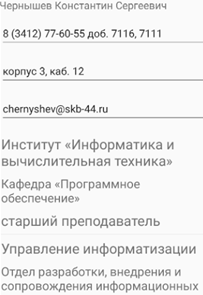 Чернышев Константин Сергеевич
8 (3412) 77-60-55 доб. 7116, 7111
корпус 3, каб. 12
chernyshev@skb-44.ru
Институт «Информатика и
вычислительная техника»
Кафедра «Программное
обеспечение»
старший преподаватель
Управление информатизации
Отдел разработки, внедрения и
сопровождения информационных